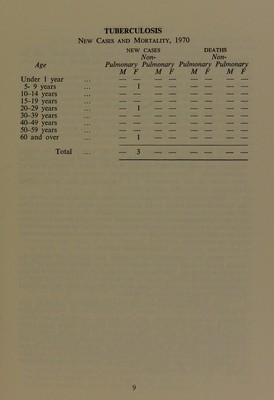 TUBERCULOSIS
NEW CASES AND MORTALITY, 1970
NEW CASES DEATHS
Non- Non-
Age Pulmonary Pulmonary Pulmonary Pulmonary
M F M F M F M F
Under 1 year ... — — — — — — — —
5- 9 years ... — 1 — — — — — —
10-14 years ... — — — — — — — —
15-19 years ... — — — — — — — —
20-29 years ... — 1 — — — — — —
30-39 years ... — — — — — — — —
40-49 years ... — — — — — — — —
50-59 years ... — — — — — — — —
60 and over ... — 1 — — — — — —
Total ... — 3 — — — — — —
9